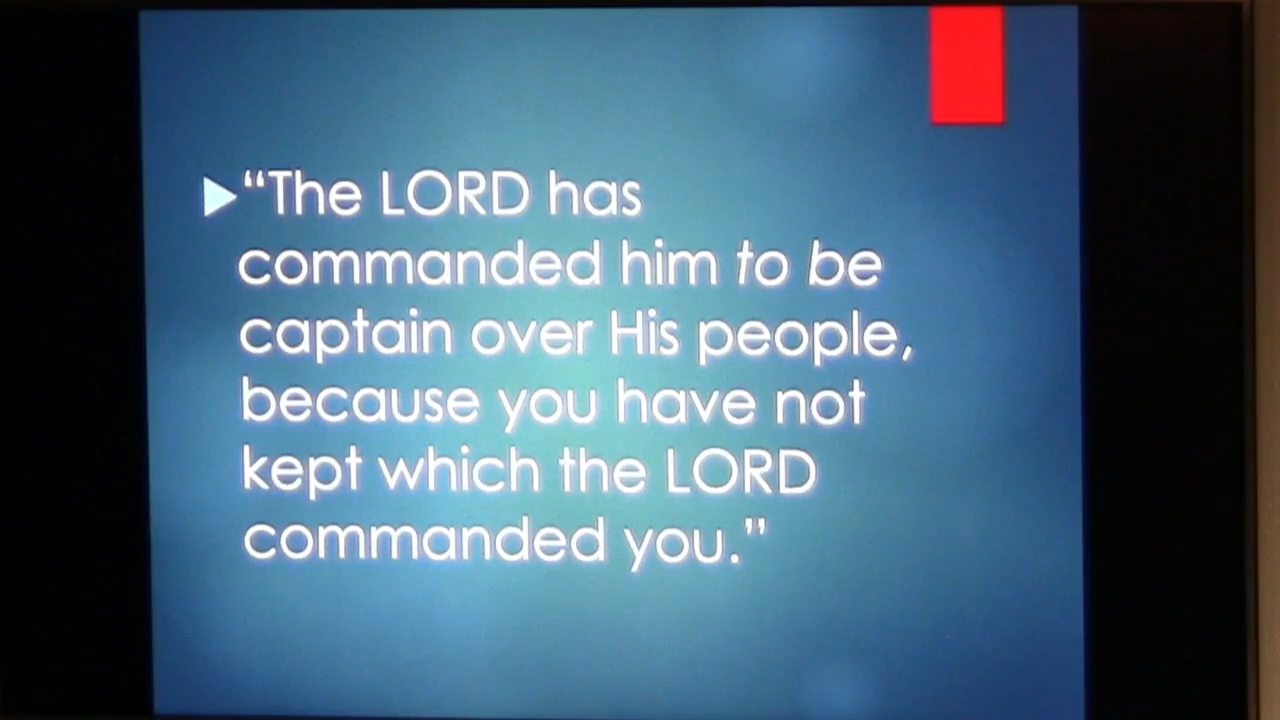 “The LORD has
commanded him to be
captain over His people,
because you have not
kept which the LORD
commanded you.”